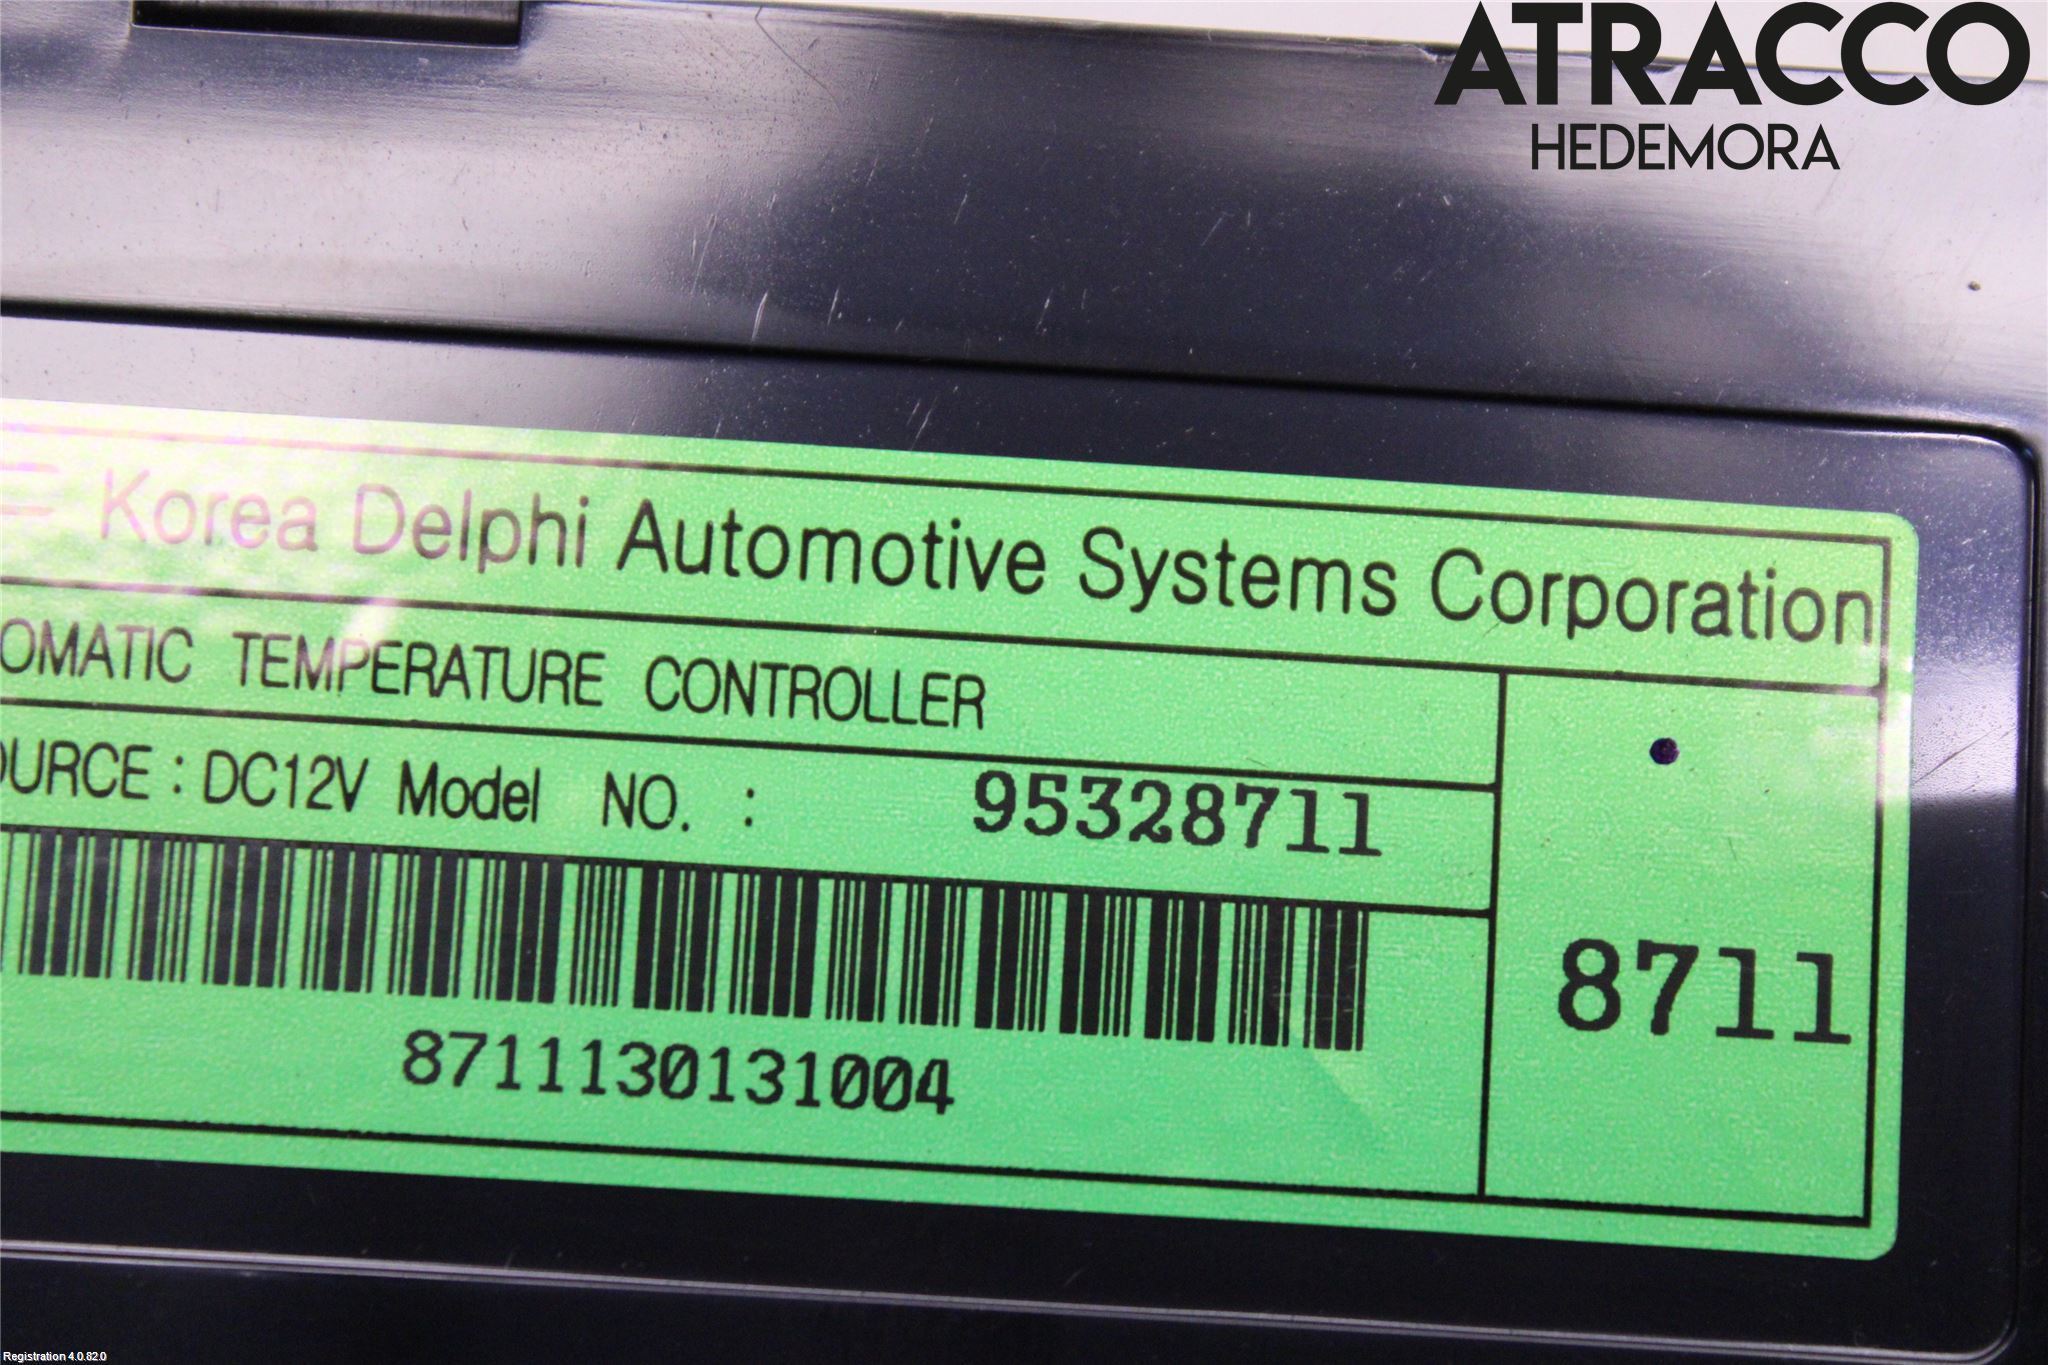 ATRACCO
HEDEMORA
Korea Delphi Automotive Systems Corporation
OMATIC TEMPERATURE CONTROLLER
OURCE : DC12V Model NO. : 95328711
8711
8711130131004
Registration 4.0.82.0